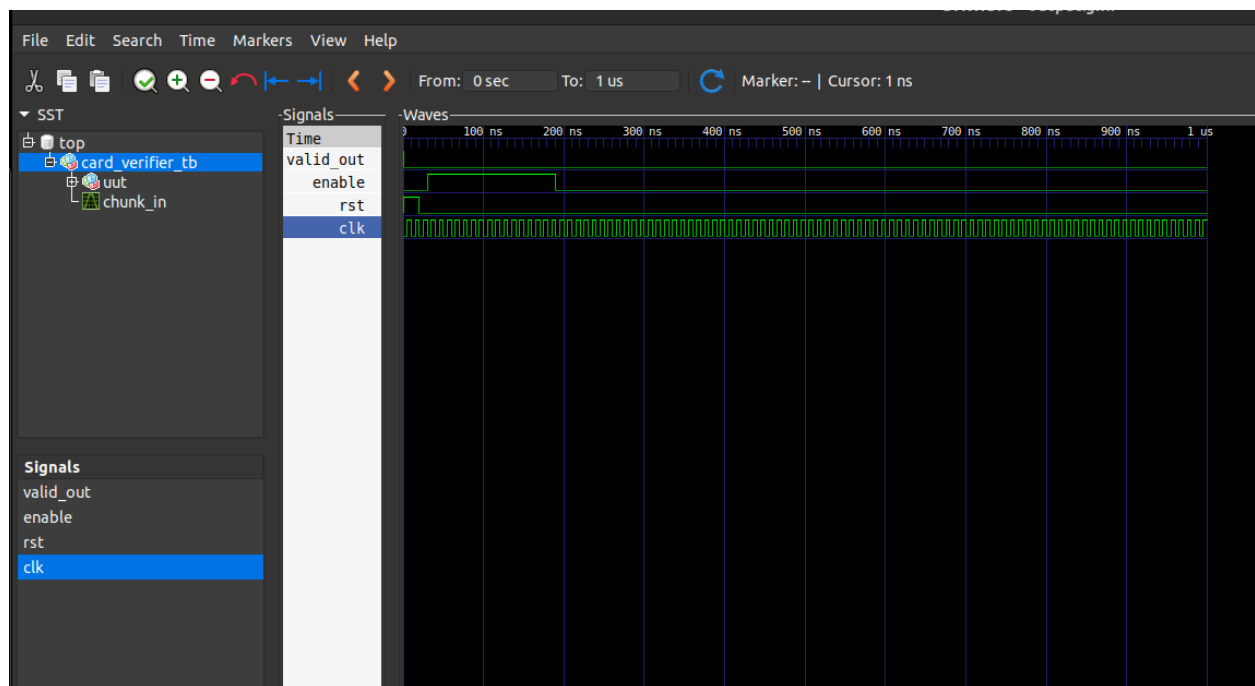 File Edit Search Time Markers View Help
From: 0 sec To: 1 us Marker: -- | Cursor: 1 ns
SST
top
card_verifier_tb
uut
chunk_in
Signals
valid_out
enable
rst
clk
Signals
Time
valid_out
enable
rst
clk
Waves
0 100 ns 200 ns 300 ns 400 ns 500 ns 600 ns 700 ns 800 ns 900 ns 1 us